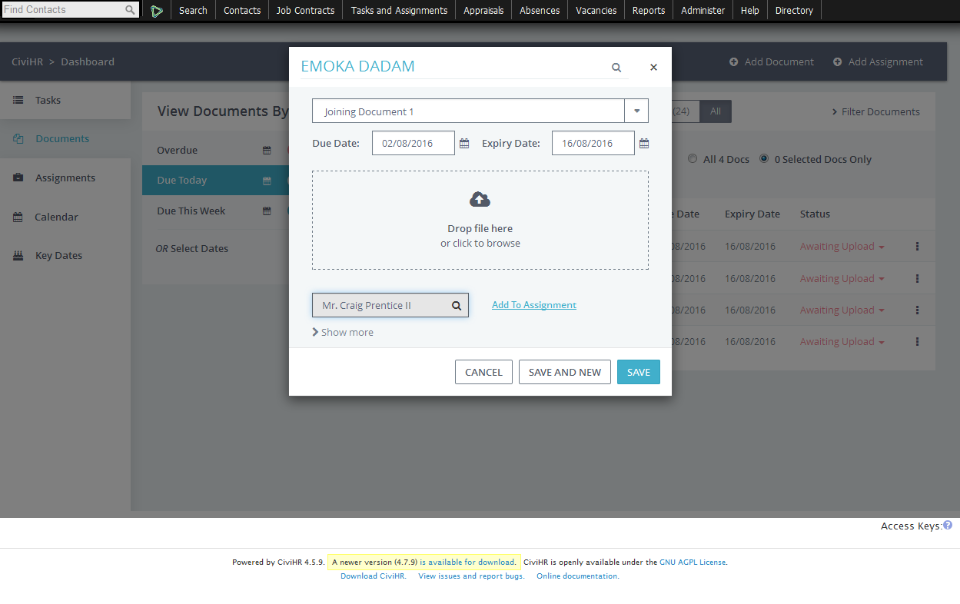 Find Contacts
Search Contacts Job Contracts Tasks and Assignments Appraisals Absences Vacancies Reports Administer Help Directory
CiviHR > Dashboard
Add Document Add Assignment
EMOKA DADAM
×
Tasks
Documents
Assignments
Calendar
Key Dates
View Documents By
Overdue
Due Today
Due This Week
OR Select Dates
(24) All
> Filter Documents
All 4 Docs 0 Selected Docs Only
Joining Document 1
Due Date: 02/08/2016 Expiry Date: 16/08/2016
Drop file here
or click to browse
Mr. Craig Prentice II
Add To Assignment
> Show more
CANCEL SAVE AND NEW SAVE
Date Expiry Date Status
08/2016 16/08/2016 Awaiting Upload
08/2016 16/08/2016 Awaiting Upload
08/2016 16/08/2016 Awaiting Upload
08/2016 16/08/2016 Awaiting Upload
Access Keys:?
Powered by CiviHR 4.5.9. A newer version (4.7.9) is available for download. CiviHR is openly available under the GNU AGPL License.
Download CiviHR. View issues and report bugs. Online documentation.